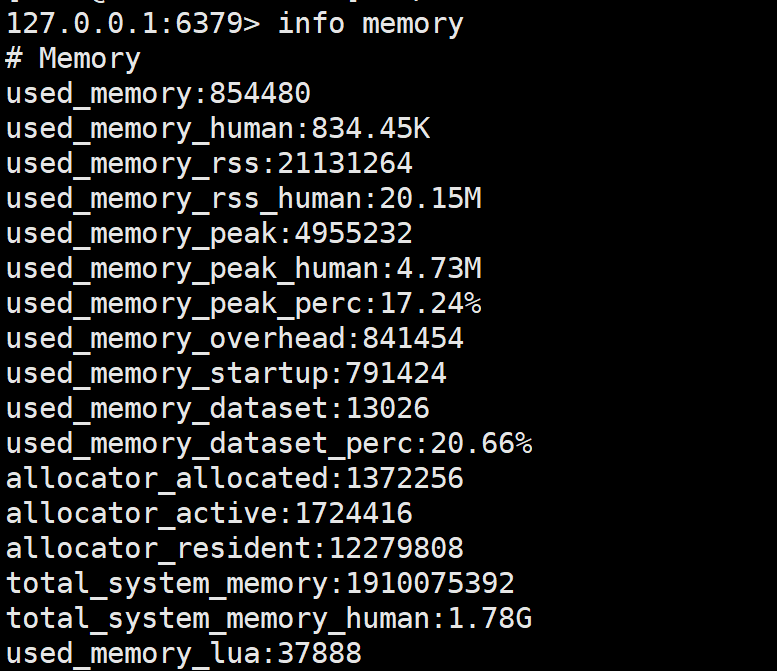 127.0.0.1:6379> info memory
# Memory
used_memory:854480
used_memory_human:834.45K
used_memory_rss:21131264
used_memory_rss_human:20.15M
used_memory_peak:4955232
used_memory_peak_human:4.73M
used_memory_peak_perc:17.24%
used_memory_overhead:841454
used_memory_startup:791424
used_memory_dataset:13026
used_memory_dataset_perc:20.66%
allocator_allocated:1372256
allocator_active:1724416
allocator_resident:12279808
total_system_memory:1910075392
total_system_memory_human:1.78G
used_memory_lua:37888